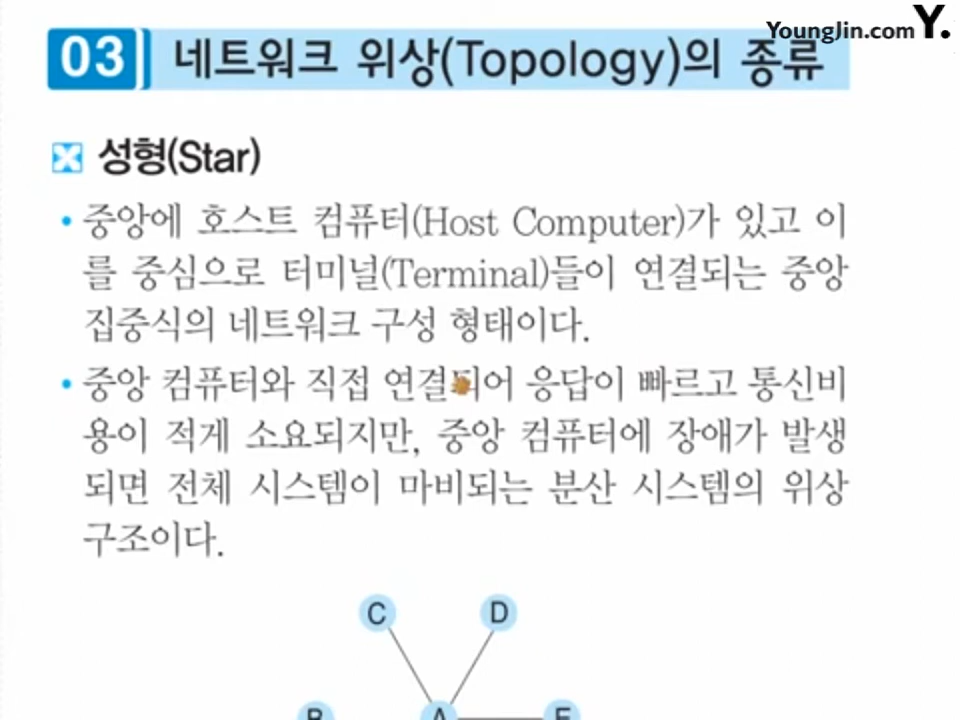 YoungJin.com Y.
03 네트워크 위상(Topology)의 종류
성형(Star)
• 중앙에 호스트 컴퓨터(Host Computer)가 있고 이
를 중심으로 터미널(Terminal)들이 연결되는 중앙
집중식의 네트워크 구성 형태이다.
• 중앙 컴퓨터와 직접 연결되어 응답이 빠르고 통신비
용이 적게 소요되지만, 중앙 컴퓨터에 장애가 발생
되면 전체 시스템이 마비되는 분산 시스템의 위상
구조이다.
C D
B A E